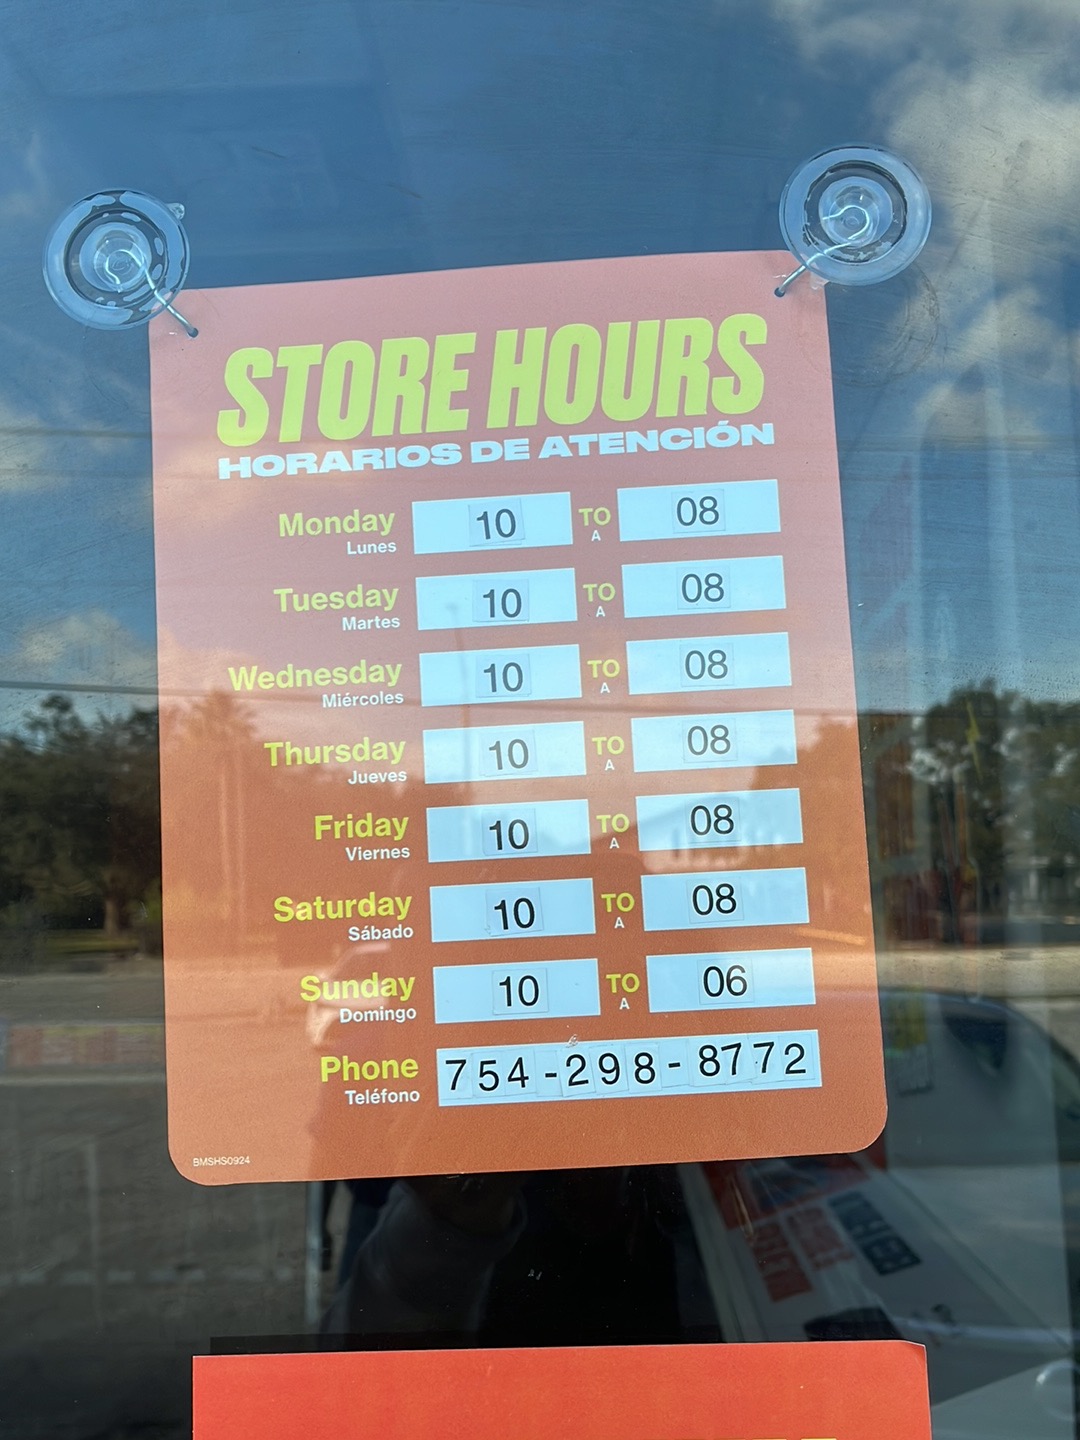 STORE HOURS
HORARIOS DE ATENCIÓN
Monday 10 TO 08
Lunes A
Tuesday 10 TO 08
Martes A
Wednesday 10 TO 08
Miércoles A
Thursday 10 TO 08
Jueves A
Friday 10 TO 08
Viernes A
Saturday 10 TO 08
Sábado A
Sunday 10 TO 06
Domingo A
Phone 754-298-8772
Teléfono
BMSHS0924